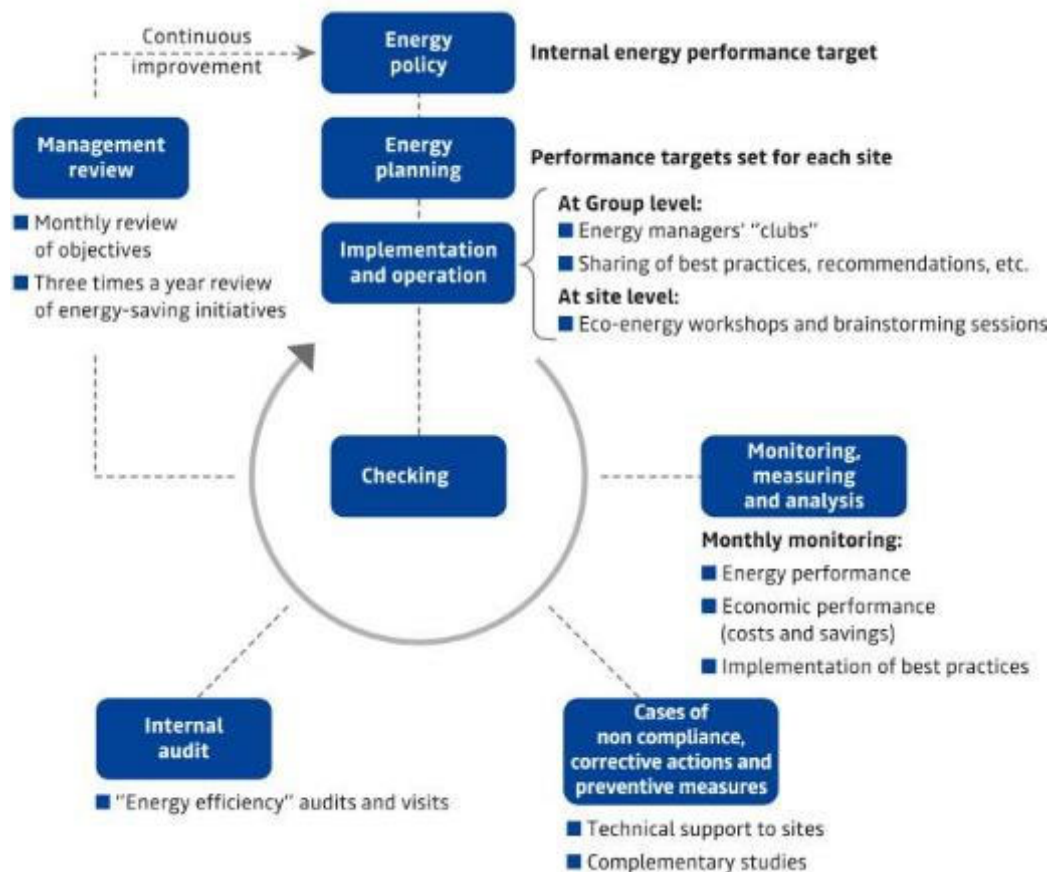 Continuous
improvement
Energy
policy
Internal energy performance target
Management
review
■ Monthly review
of objectives
■ Three times a year review
of energy-saving initiatives
Energy
planning
Performance targets set for each site
Implementation
and operation
At Group level:
■ Energy managers' "clubs"
■ Sharing of best practices, recommendations, etc.
At site level:
■ Eco-energy workshops and brainstorming sessions
Checking
Monitoring,
measuring
and analysis
Monthly monitoring:
■ Energy performance
■ Economic performance
(costs and savings)
■ Implementation of best practices
Internal
audit
■ "Energy efficiency" audits and visits
Cases of
non compliance,
corrective actions and
preventive measures
■ Technical support to sites
■ Complementary studies